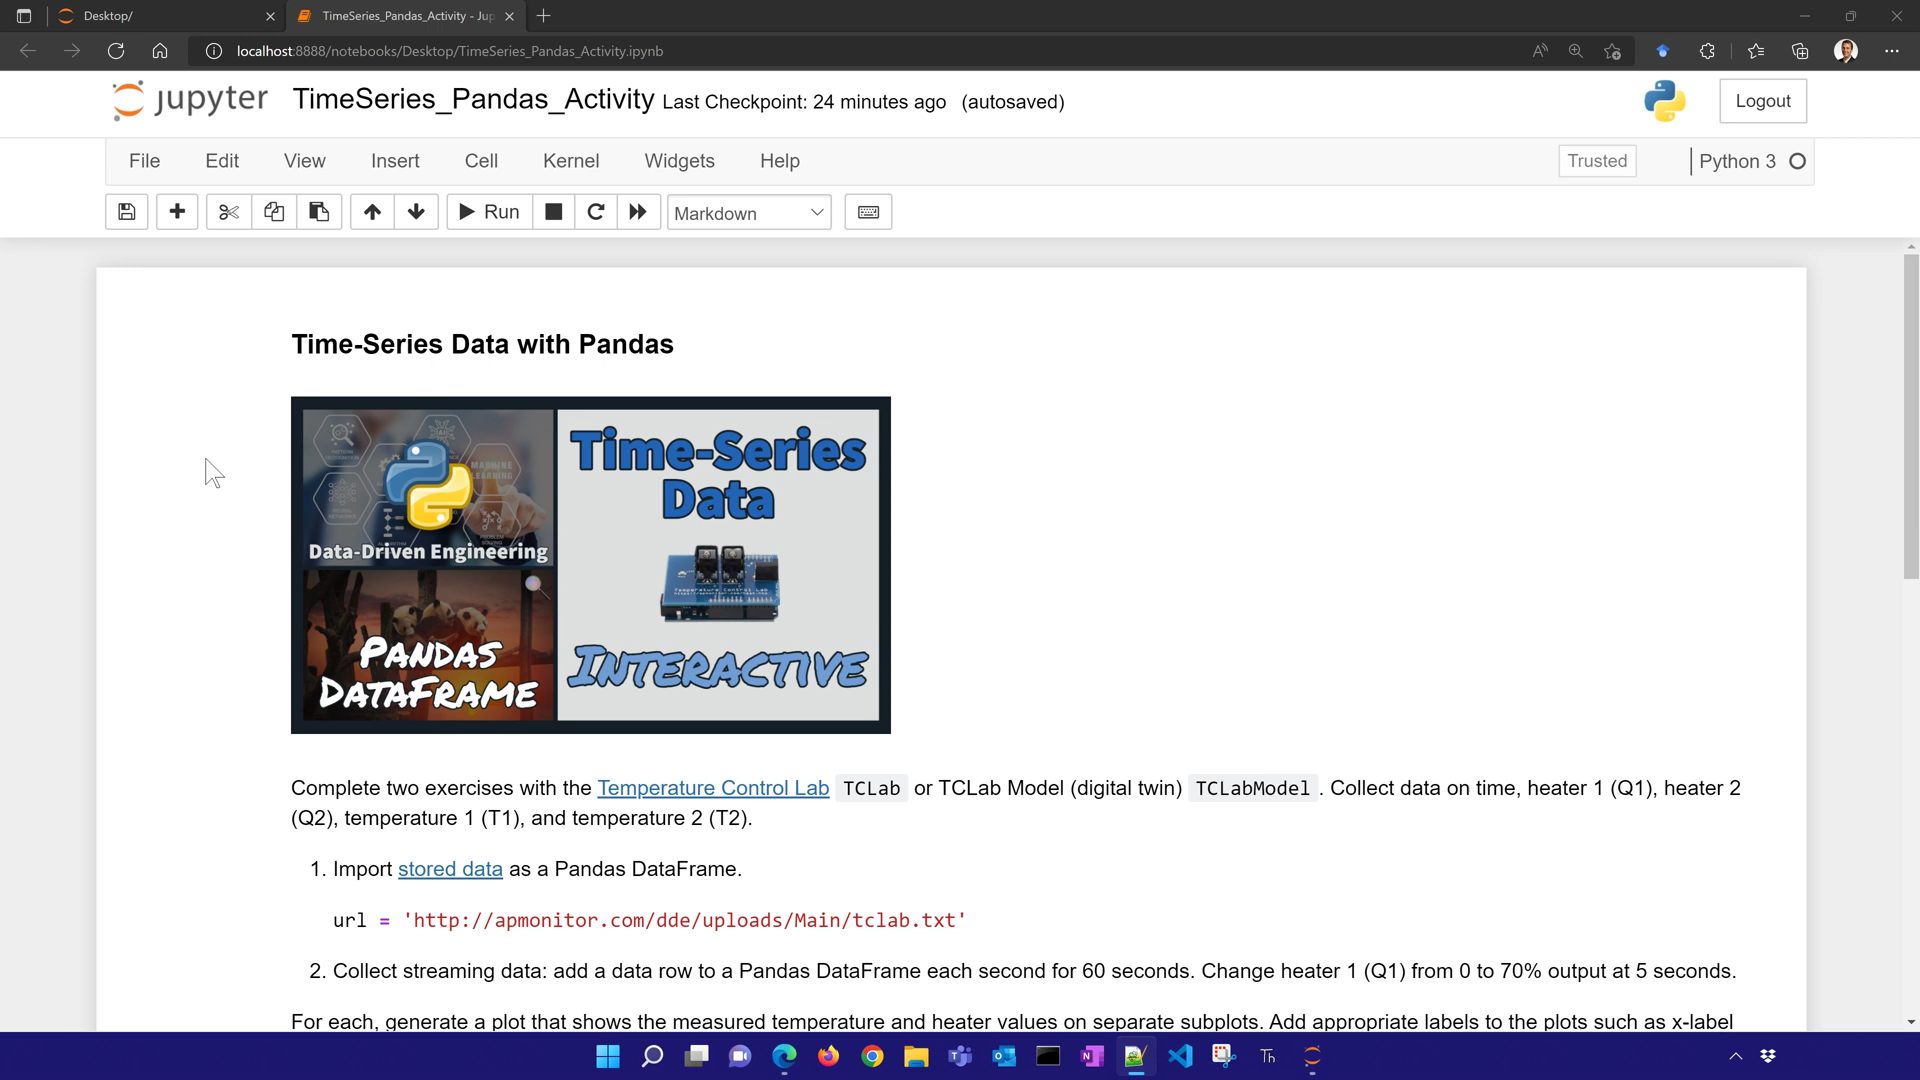 Desktop/
TimeSeries_Pandas_Activity - Jup
localhost:8888/notebooks/Desktop/TimeSeries_Pandas_Activity.ipynb
jupyter TimeSeries_Pandas_Activity Last Checkpoint: 24 minutes ago (autosaved)
Logout
File Edit View Insert Cell Kernel Widgets Help
Trusted
Python 3
Run
Markdown
Time-Series Data with Pandas
MACHINE
LEARNING
Data-Driven Engineering
PANDAS
DATAFRAME
Time-Series
Data
Temperature Control Lab
INTERACTIVE
Complete two exercises with the Temperature Control Lab TCLab or TCLab Model (digital twin) TCLabModel . Collect data on time, heater 1 (Q1), heater 2
(Q2), temperature 1 (T1), and temperature 2 (T2).
1. Import stored data as a Pandas DataFrame.
url = 'http://apmonitor.com/dde/uploads/Main/tclab.txt'
2. Collect streaming data: add a data row to a Pandas DataFrame each second for 60 seconds. Change heater 1 (Q1) from 0 to 70% output at 5 seconds.
For each, generate a plot that shows the measured temperature and heater values on separate subplots. Add appropriate labels to the plots such as x-label
Th